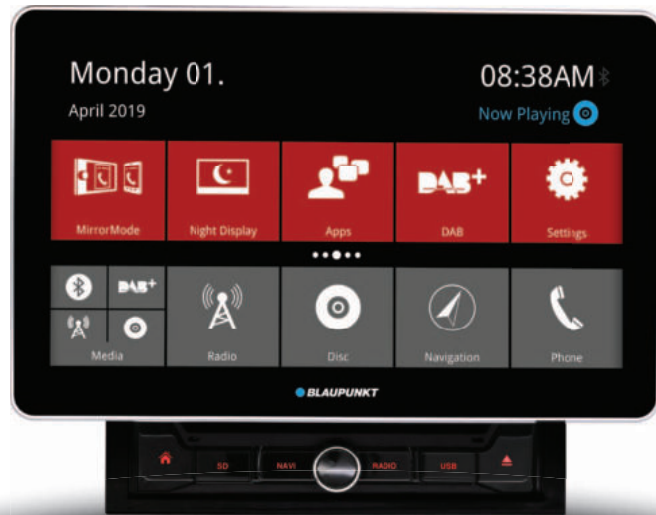 Monday 01.
08:38AM
April 2019
Now Playing
MirrorMode
Night Display
Apps
DAB+
DAB
Settings
DAB+
Media
Radio
Disc
Navigation
Phone
BLAUPUNKT
SD
NAVI
RADIO
USB